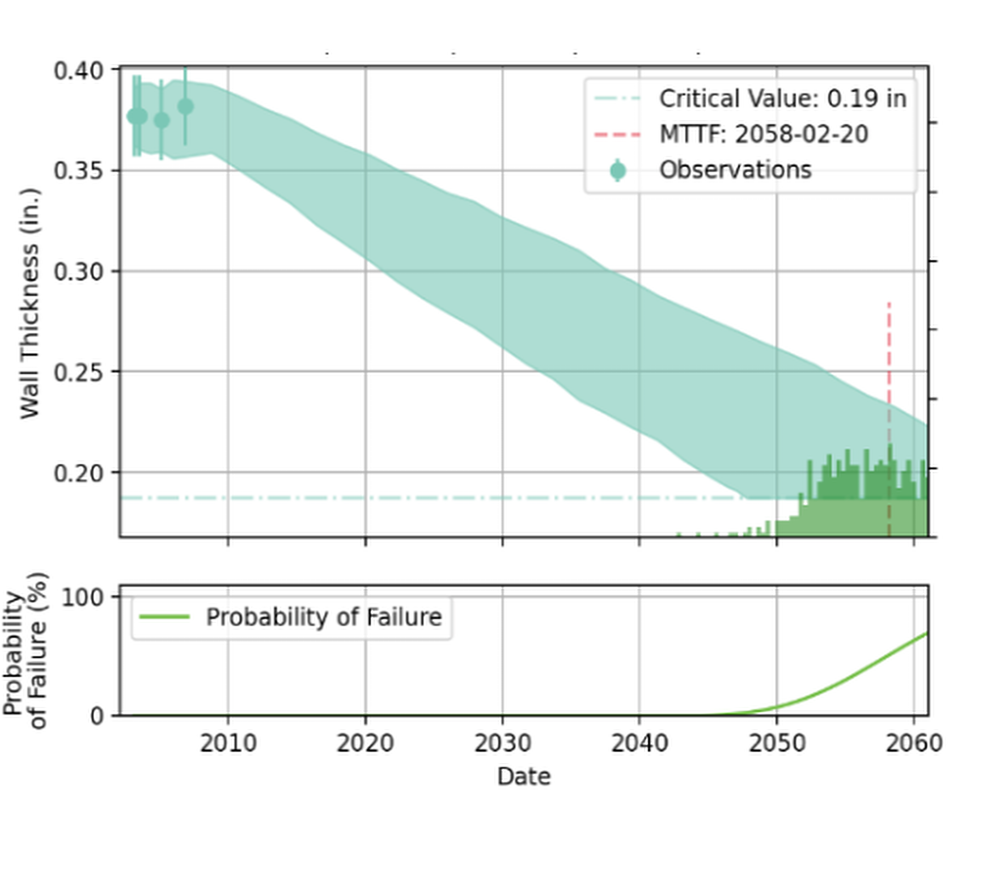 0.40
0.35
0.30
0.25
0.20
Wall Thickness (in.)
Critical Value: 0.19 in
MTTF: 2058-02-20
Observations
Probability
of Failure (%)
100
0
Probability of Failure
2010 2020 2030 2040 2050 2060
Date